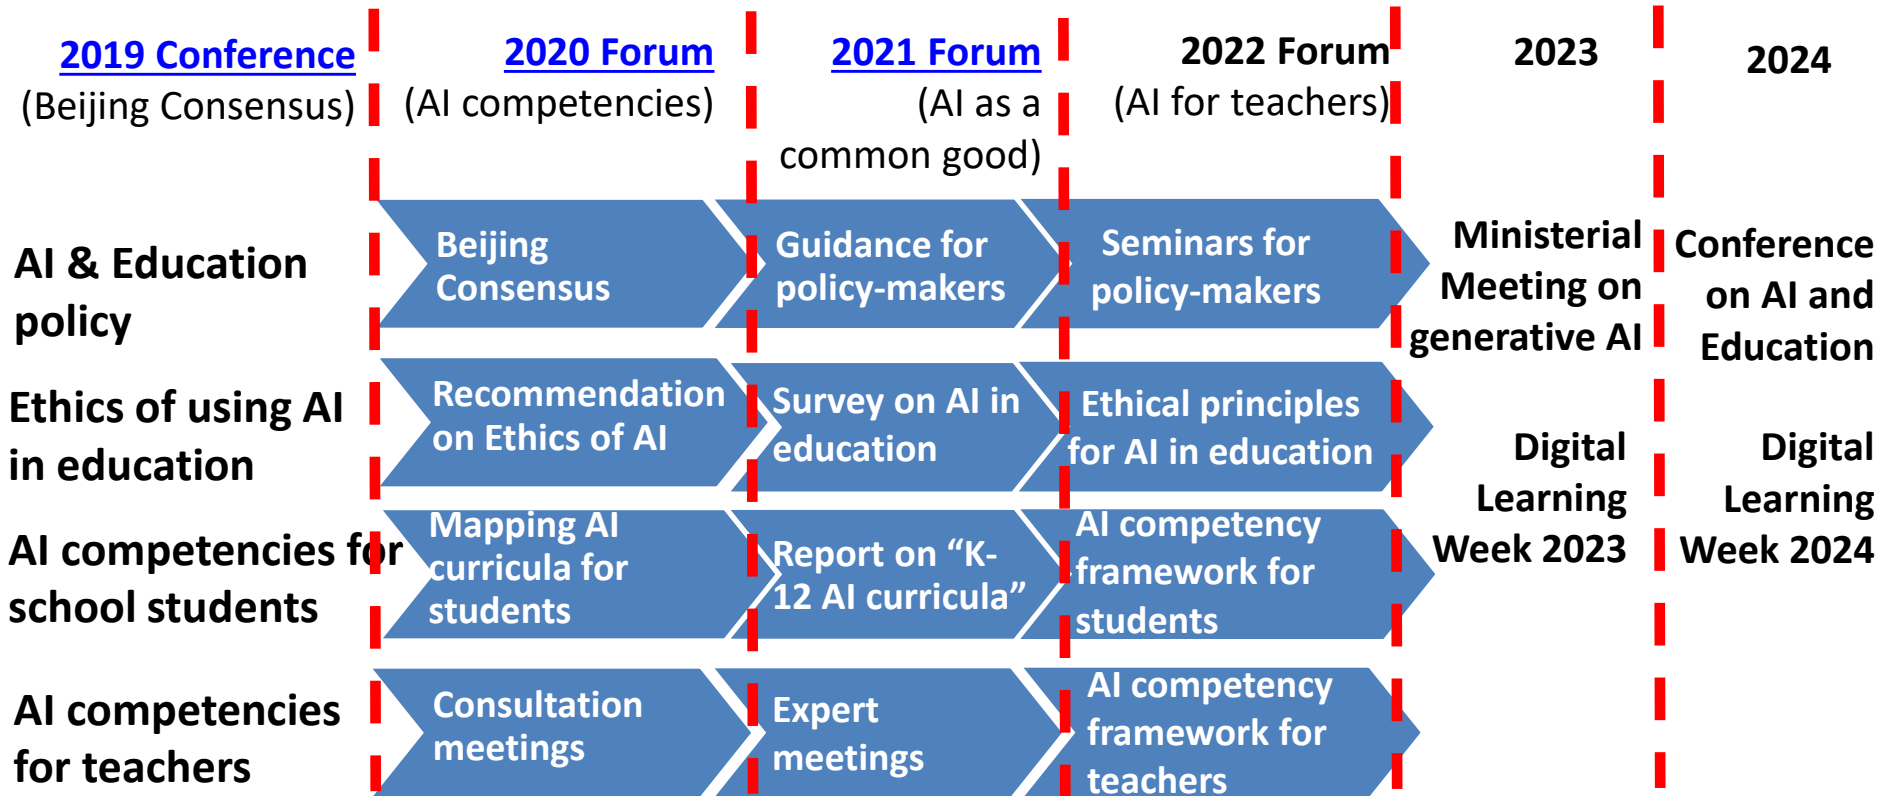 2019 Conference
(Beijing Consensus)
2020 Forum
(AI competencies)
2021 Forum
(AI as a
common good)
2022 Forum
(AI for teachers)
2023
2024
AI & Education
policy
Beijing
Consensus
Guidance for
policy-makers
Seminars for
policy-makers
Ministerial
Meeting on
generative AI
Conference
on AI and
Education
Ethics of using AI
in education
Recommendation
on Ethics of AI
Survey on AI in
education
Ethical principles
for AI in education
Digital
Learning
Week 2023
Digital
Learning
Week 2024
AI competencies for
school students
Mapping AI
curricula for
students
Report on “K-
12 AI curricula”
AI competency
framework for
students
AI competencies
for teachers
Consultation
meetings
Expert
meetings
AI competency
framework for
teachers